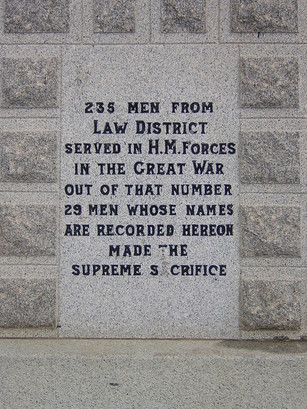 235 MEN FROM
LAW DISTRICT
SERVED IN H.M. FORCES
IN THE GREAT WAR
OUT OF THAT NUMBER
29 MEN WHOSE NAMES
ARE RECORDED HEREON
MADE THE
SUPREME S CRIFICE